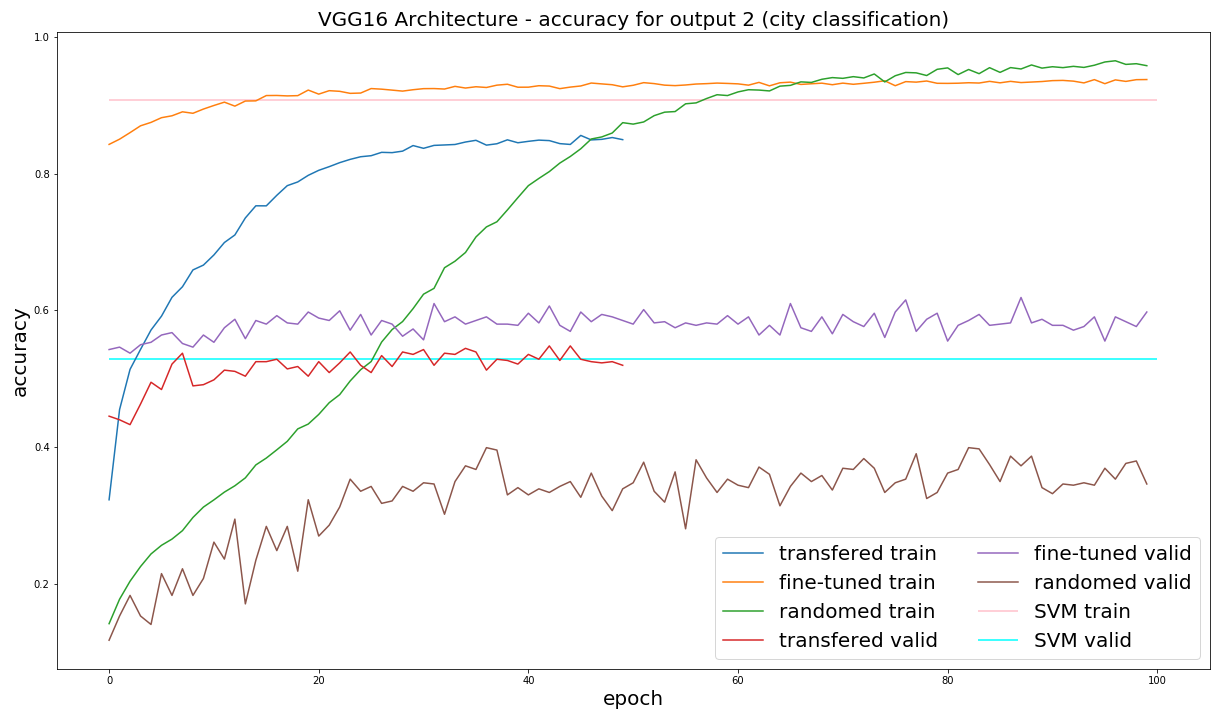 VGG16 Architecture - accuracy for output 2 (city classification)
1.0
0.8
0.6
0.4
0.2
accuracy
0
20
40
60
80
100
epoch
transfered train
fine-tuned train
randomed train
transfered valid
fine-tuned valid
randomed valid
SVM train
SVM valid